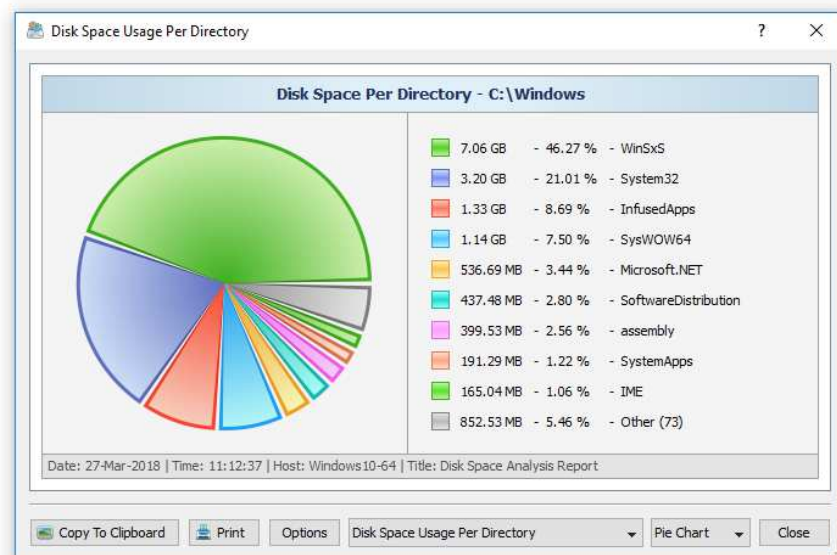 Disk Space Usage Per Directory
?
Disk Space Per Directory - C:\Windows
7.06 GB - 46.27 % - WinSxS
3.20 GB - 21.01 % - System32
1.33 GB - 8.69 % - InfusedApps
1.14 GB - 7.50 % - SysWOW64
536.69 MB - 3.44 % - Microsoft.NET
437.48 MB - 2.80 % - SoftwareDistribution
399.53 MB - 2.56 % - assembly
191.29 MB - 1.22 % - SystemApps
165.04 MB - 1.06 % - IME
852.53 MB - 5.46 % - Other (73)
Date: 27-Mar-2018 | Time: 11:12:37 | Host: Windows10-64 | Title: Disk Space Analysis Report
Copy To Clipboard Print Options Disk Space Usage Per Directory Pie Chart Close